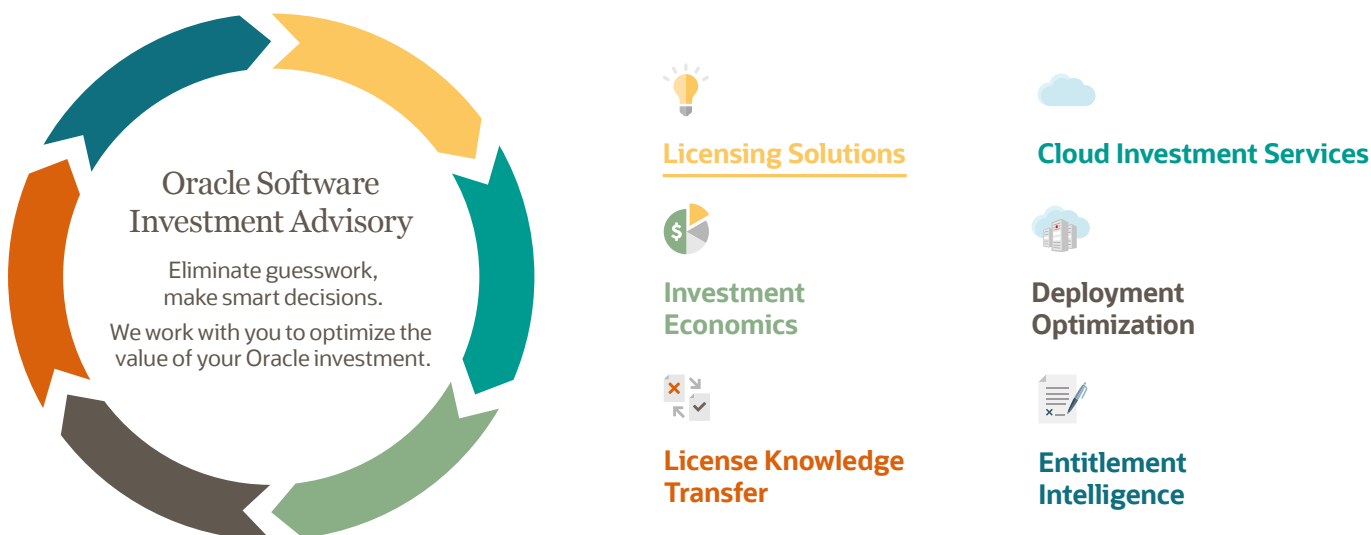 Oracle Software
Investment Advisory
Eliminate guesswork,
make smart decisions.
We work with you to optimize the
value of your Oracle investment.
Licensing Solutions
Cloud Investment Services
$
Investment
Economics
Deployment
Optimization
License Knowledge
Transfer
Entitlement
Intelligence